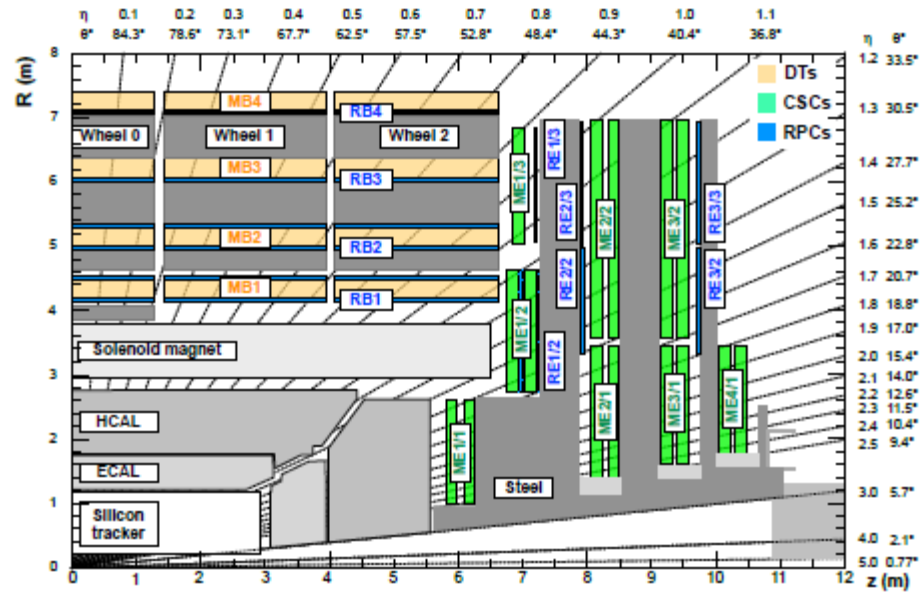 η 0.1 0.2 0.3 0.4 0.5 0.6 0.7 0.8 0.9 1.0 1.1
θ° 84.3° 78.6° 73.1° 67.7° 62.5° 57.5° 52.8° 48.4° 44.3° 40.4° 36.8° η θ°
R (m)
8
7
6
5
4
3
2
1
0
1.2 33.5°
1.3 30.5°
1.4 27.7°
1.5 25.2°
1.6 22.8°
1.7 20.7°
1.8 18.8°
1.9 17.0°
2.0 15.4°
2.1 14.0°
2.2 12.6°
2.3 11.5°
2.4 10.4°
2.5 9.4°
3.0 5.7°
4.0 2.1°
5.0 0.77°
DTs
CSCs
RPCs
MB4
RB4
Wheel 0 Wheel 1 Wheel 2
MB3
RB3
MB2
RB2
MB1
RB1
Solenoid magnet
HCAL
ECAL
Silicon
tracker
Steel
ME1/3
RE1/3
RE2/3
ME2/2
ME3/2
RE3/3
RE2/2
RE3/2
ME1/2
RE1/2
ME1/1
ME2/1
ME3/1
ME4/1
0 1 2 3 4 5 6 7 8 9 10 11 12
z (m)